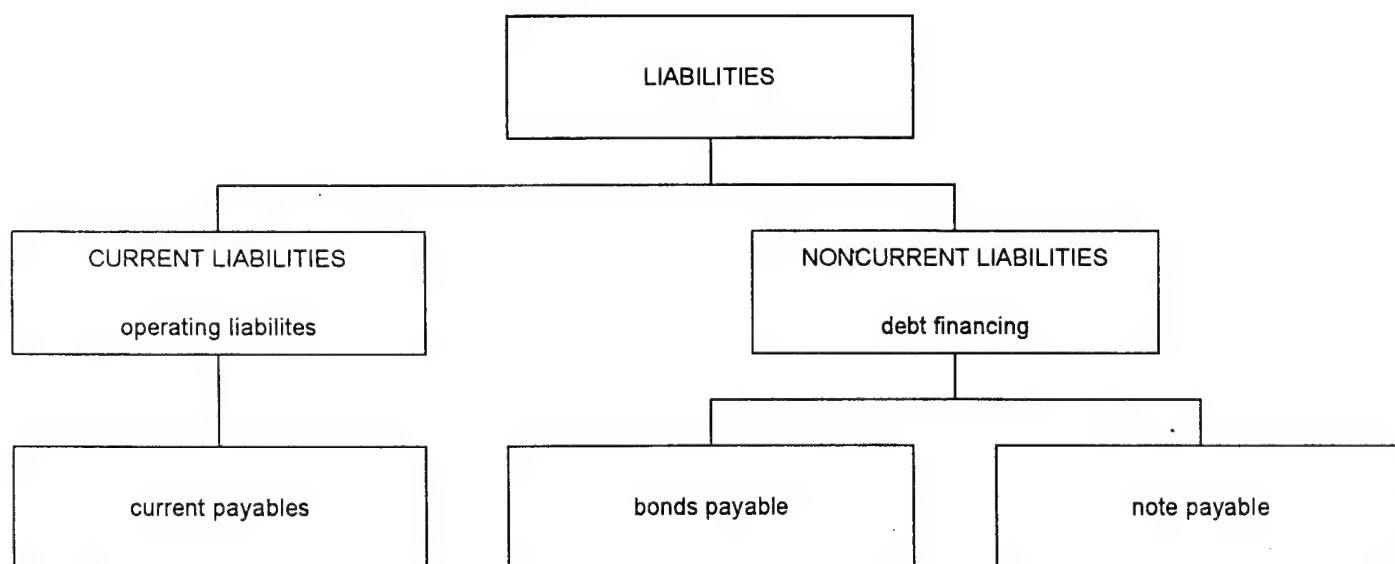 LIABILITIES
CURRENT LIABILITIES
operating liabilites
NONCURRENT LIABILITIES
debt financing
current payables
bonds payable
note payable